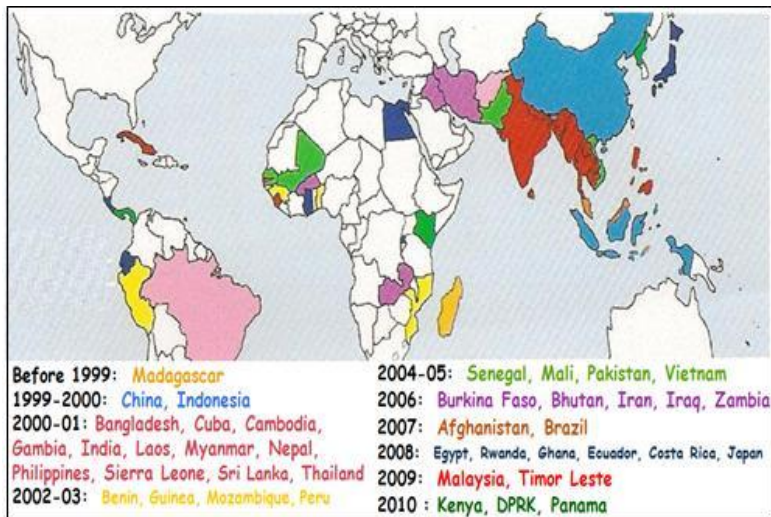 Before 1999: Madagascar
1999-2000: China, Indonesia
2000-01: Bangladesh, Cuba, Cambodia,
Gambia, India, Laos, Myanmar, Nepal,
Philippines, Sierra Leone, Sri Lanka, Thailand
2002-03: Benin, Guinea, Mozambique, Peru
2004-05: Senegal, Mali, Pakistan, Vietnam
2006: Burkina Faso, Bhutan, Iran, Iraq, Zambia
2007: Afghanistan, Brazil
2008: Egypt, Rwanda, Ghana, Ecuador, Costa Rica, Japan
2009: Malaysia, Timor Leste
2010: Kenya, DPRK, Panama